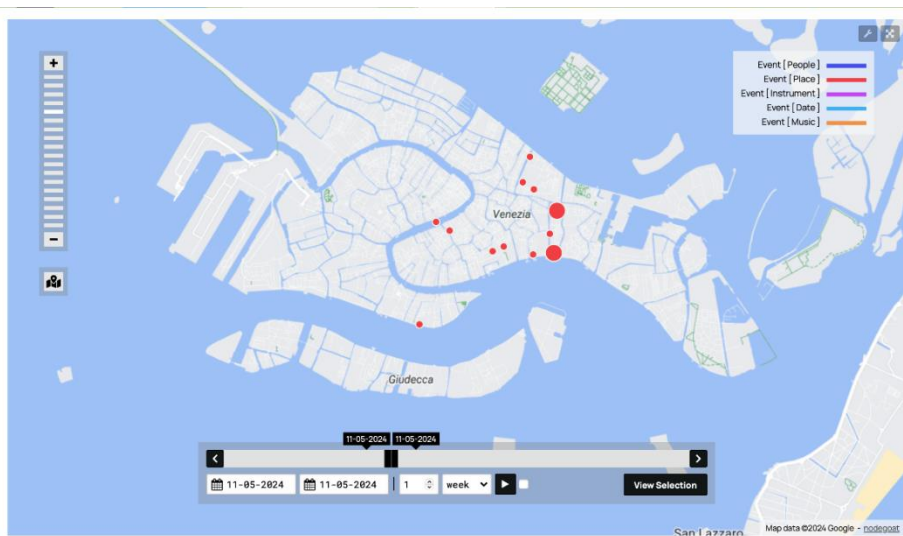 Event [ People ]
Event [ Place ]
Event [ Instrument ]
Event [ Date ]
Event [ Music ]
Venezia
Giudecca
11-05-2024 11-05-2024
11-05-2024 11-05-2024 1 week View Selection
San Lazzaro
Map data ©2024 Google - nodegoat